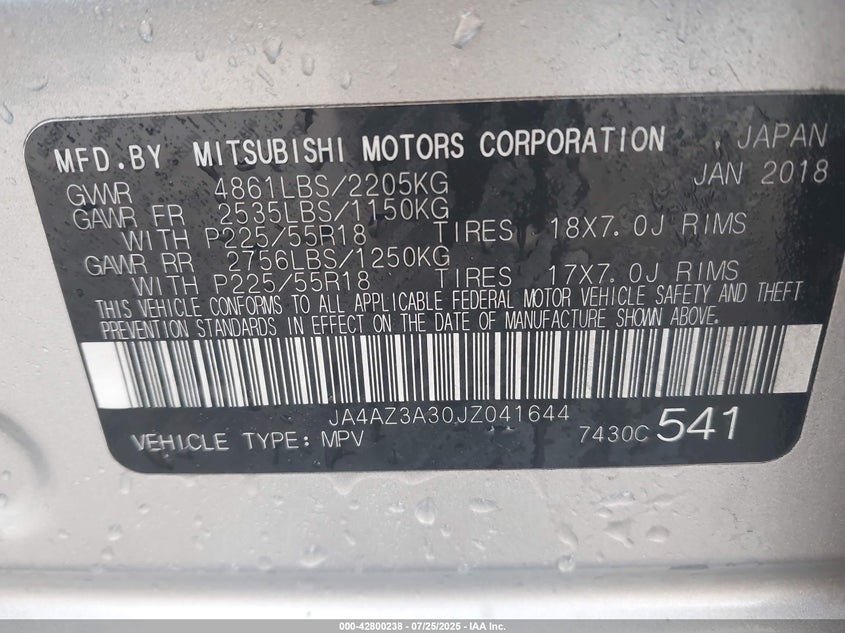 MFD.BY MITSUBISHI MOTORS CORPORATION , JAPAN
GVWR 4861LBS/2205KG JAN 2018
GAWR FR 2535LBS/1150KG
WITH P225/55R18 TIRES 18X7.0J RIMS
GAWR RR 2756LBS/1250KG
WITH P225/55R18 TIRES 17X7.0J RIMS
THIS VEHICLE CONFORMS TO ALL APPLICABLE FEDERAL MOTOR VEHICLE SAFETY AND THEFT
PREVENTION STANDARDS IN EFFECT ON THE DATE OF MANUFACTURE SHOWN ABOVE.
JA4AZ3A30JZ041644
VEHICLE TYPE: MPV 7430C 541
000-42800238 - 07/25/2025 - IAA Inc.